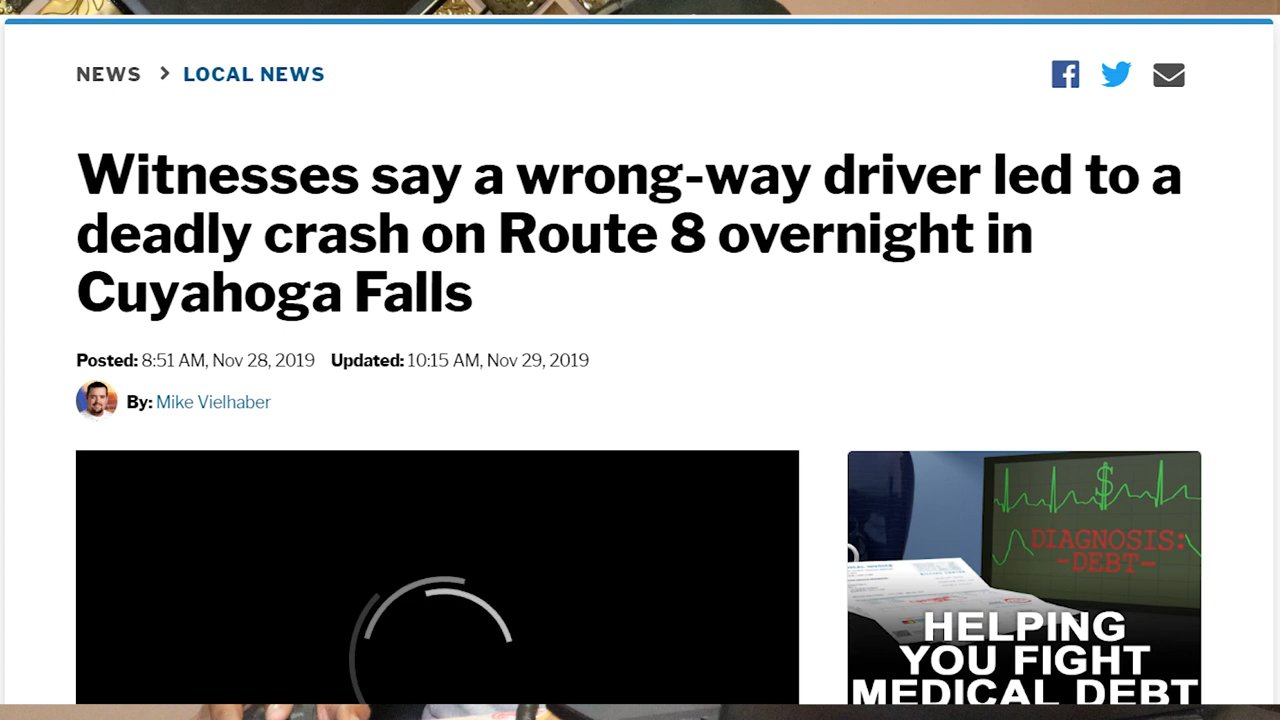 NEWS > LOCAL NEWS
Witnesses say a wrong-way driver led to a
deadly crash on Route 8 overnight in
Cuyahoga Falls
Posted: 8:51 AM, Nov 28, 2019 Updated: 10:15 AM, Nov 29, 2019
By: Mike Vielhaber
$
DIAGNOSIS:
-DEBT-
HELPING
YOU FIGHT
MEDICAL DEBT